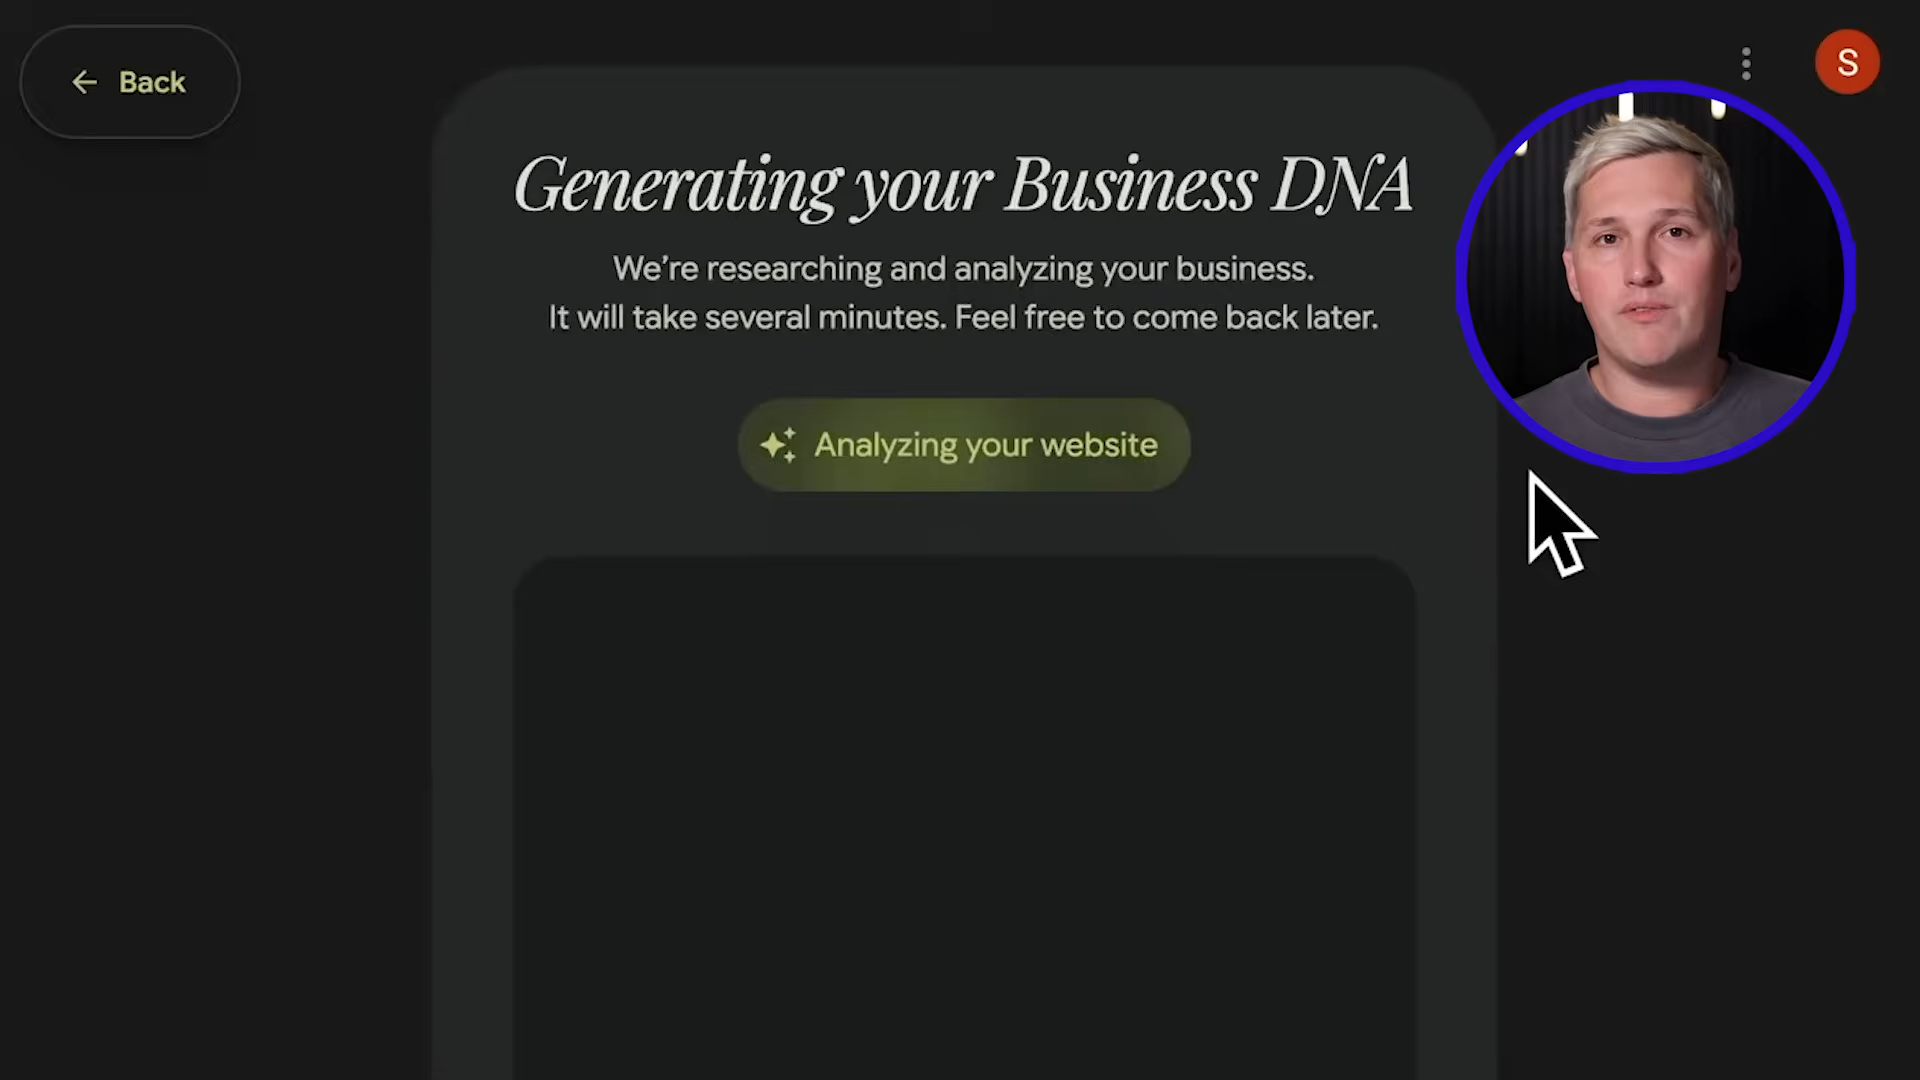 Back
S
Generating your Business DNA
We’re researching and analyzing your business.
It will take several minutes. Feel free to come back later.
Analyzing your website